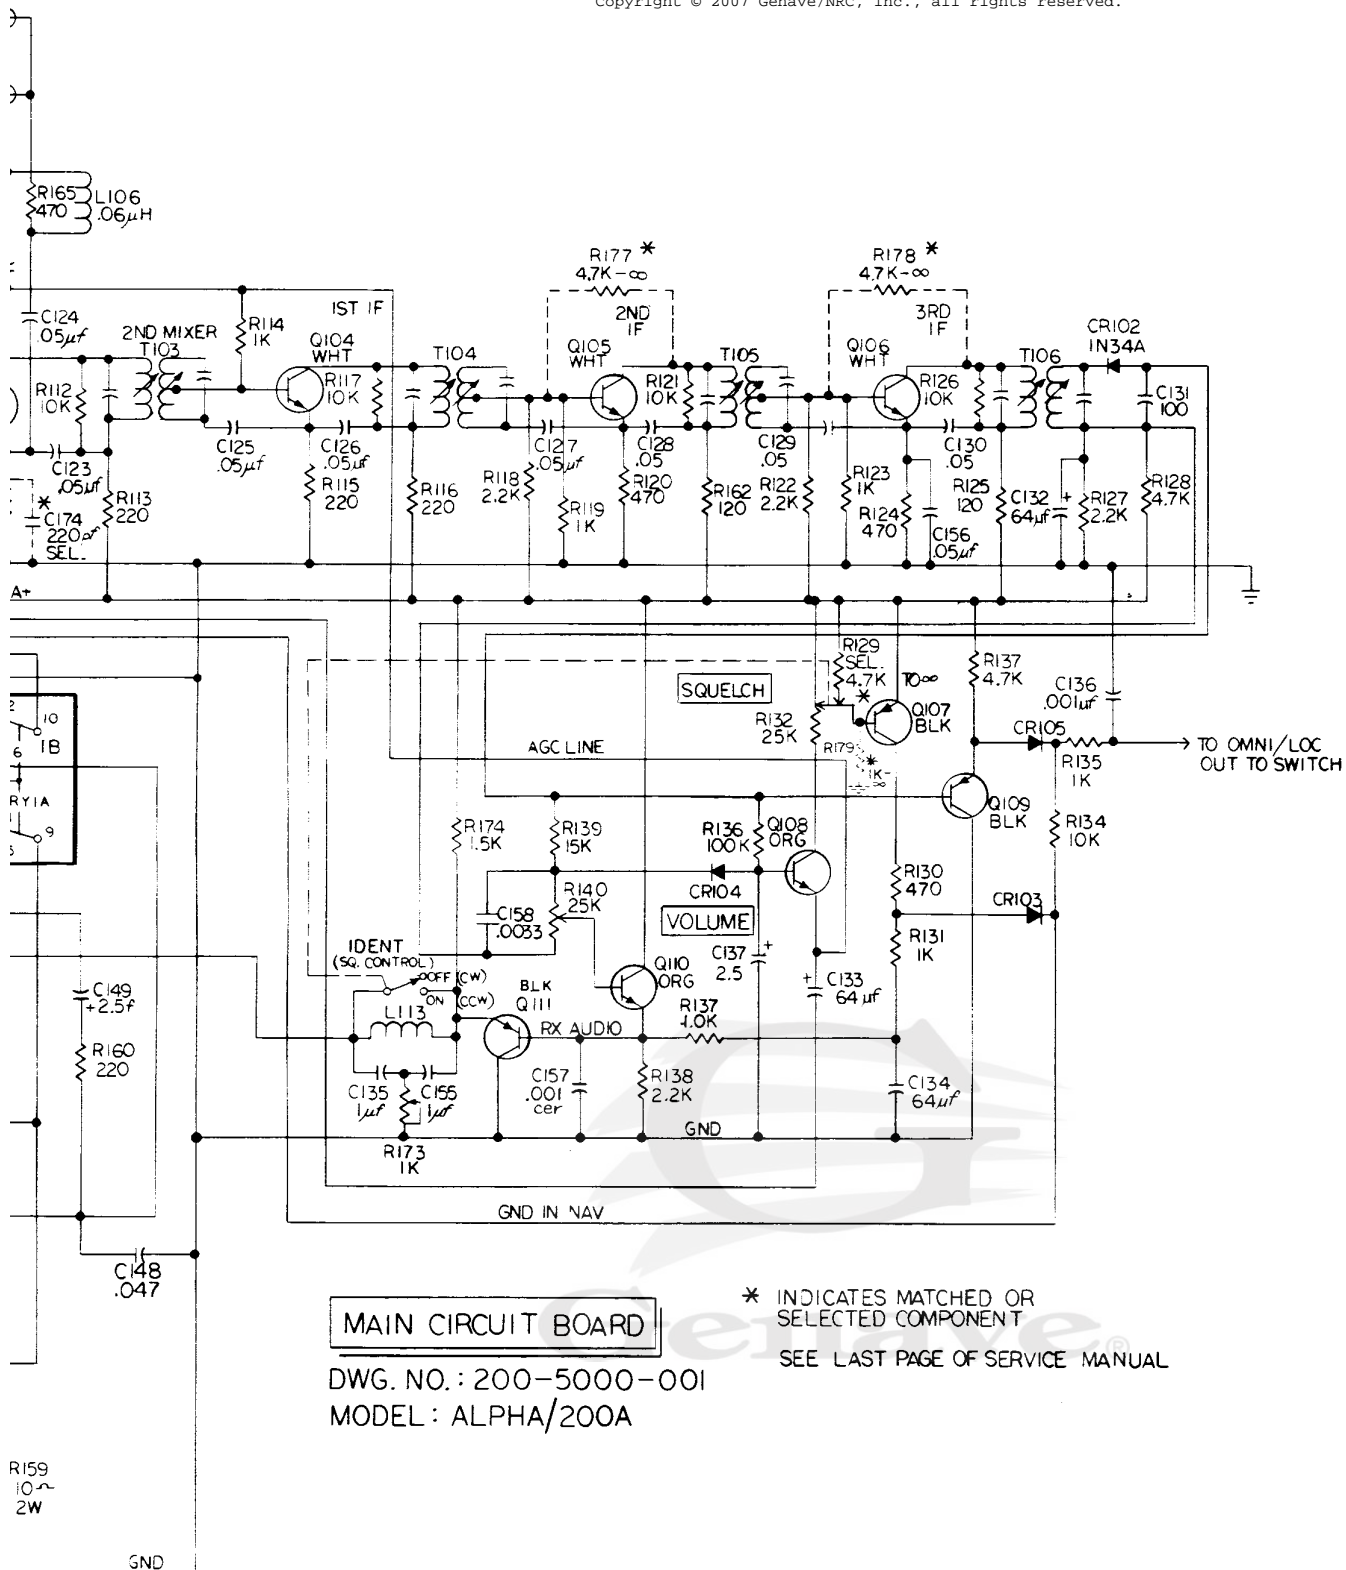 Copyright © 2007 Genave/NRC, Inc., all rights reserved.
R165
470
L106
.06µH
C124
.05µf
2ND MIXER
T103
R114
1K
1ST IF
Q104
WHT
R117
10K
T104
R177 *
4.7K-∞
2ND
IF
Q105
WHT
R121
10K
T105
R178 *
4.7K-∞
3RD
IF
Q106
WHT
R126
10K
T106
CR102
1N34A
C131
100
R112
10K
C123
.05µf
C125
.05µf
C126
.05µf
C127
.05µf
C128
.05
C129
.05
C130
.05
*
C174
220pf
SEL.
R113
220
R115
220
R116
220
R118
2.2K
R119
1K
R120
470
R162
120
R122
2.2K
R123
1K
R124
470
C156
.05µf
R125
120
C132
64µf
+
R127
2.2K
R128
4.7K
A+
R129
SEL.
4.7K
TO ∞
*
SQUELCH
R132
25K
Q107
BLK
R137
4.7K
C136
.001µf
CR105
R135
1K
TO OMNI/LOC
OUT TO SWITCH
R179
*
1K-
∞
2
10
1B
6
RY1A
9
AGC LINE
R174
1.5K
R139
15K
R136
100K
Q108
ORG
Q109
BLK
R134
10K
CR104
R140
25K
C158
.0033
VOLUME
R130
470
CR103
R131
1K
IDENT
(SQ. CONTROL)
OFF (CW)
ON (CCW)
L113
BLK
Q111
RX AUDIO
Q110
ORG
C137
2.5
+
R137
1.0K
+
C133
64µf
C149
+2.5f
R160
220
C135
1µf
C155
1µf
R173
1K
C157
.001
cer
R138
2.2K
C134
64µf
GND
GND IN NAV
C148
.047
MAIN CIRCUIT BOARD
DWG. NO.: 200-5000-001
MODEL: ALPHA/200A
* INDICATES MATCHED OR
SELECTED COMPONENT
SEE LAST PAGE OF SERVICE MANUAL
Genave®
R159
10Ω
2W
GND